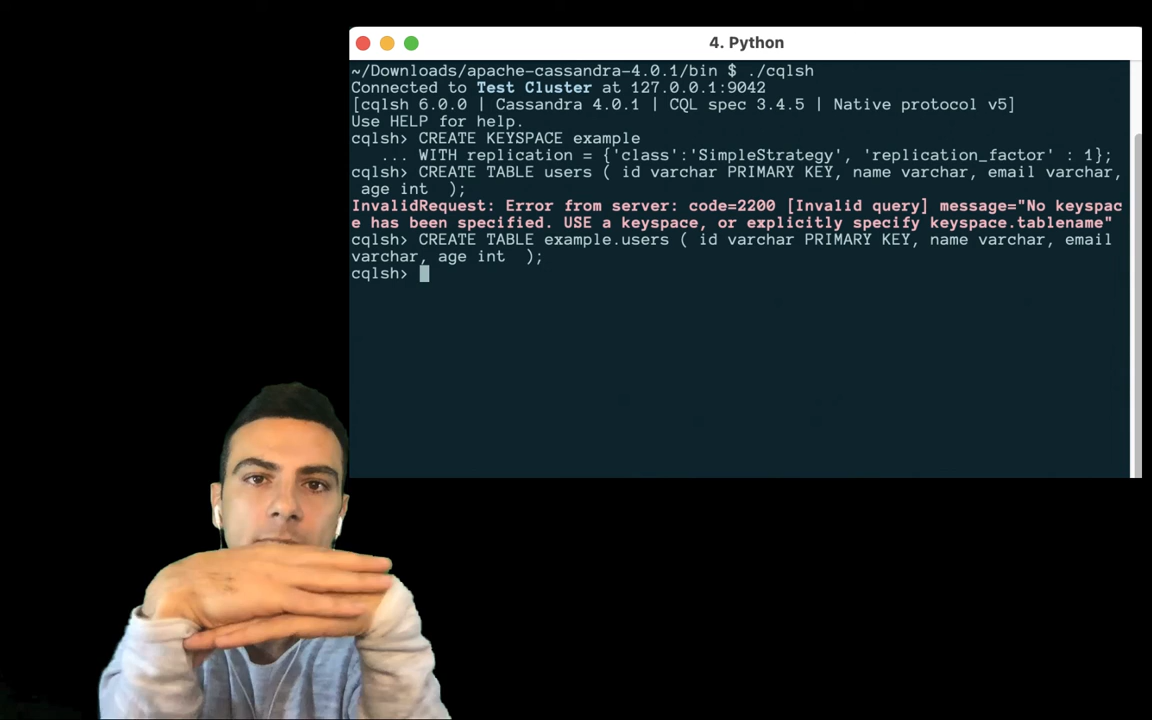 4. Python
~/Downloads/apache-cassandra-4.0.1/bin $ ./cqlsh
Connected to Test Cluster at 127.0.0.1:9042
[cqlsh 6.0.0 | Cassandra 4.0.1 | CQL spec 3.4.5 | Native protocol v5]
Use HELP for help.
cqlsh> CREATE KEYSPACE example
   ... WITH replication = {'class':'SimpleStrategy', 'replication_factor' : 1};
cqlsh> CREATE TABLE users ( id varchar PRIMARY KEY, name varchar, email varchar,
 age int  );
InvalidRequest: Error from server: code=2200 [Invalid query] message="No keyspac
e has been specified. USE a keyspace, or explicitly specify keyspace.tablename"
cqlsh> CREATE TABLE example.users ( id varchar PRIMARY KEY, name varchar, email
varchar, age int  );
cqlsh>